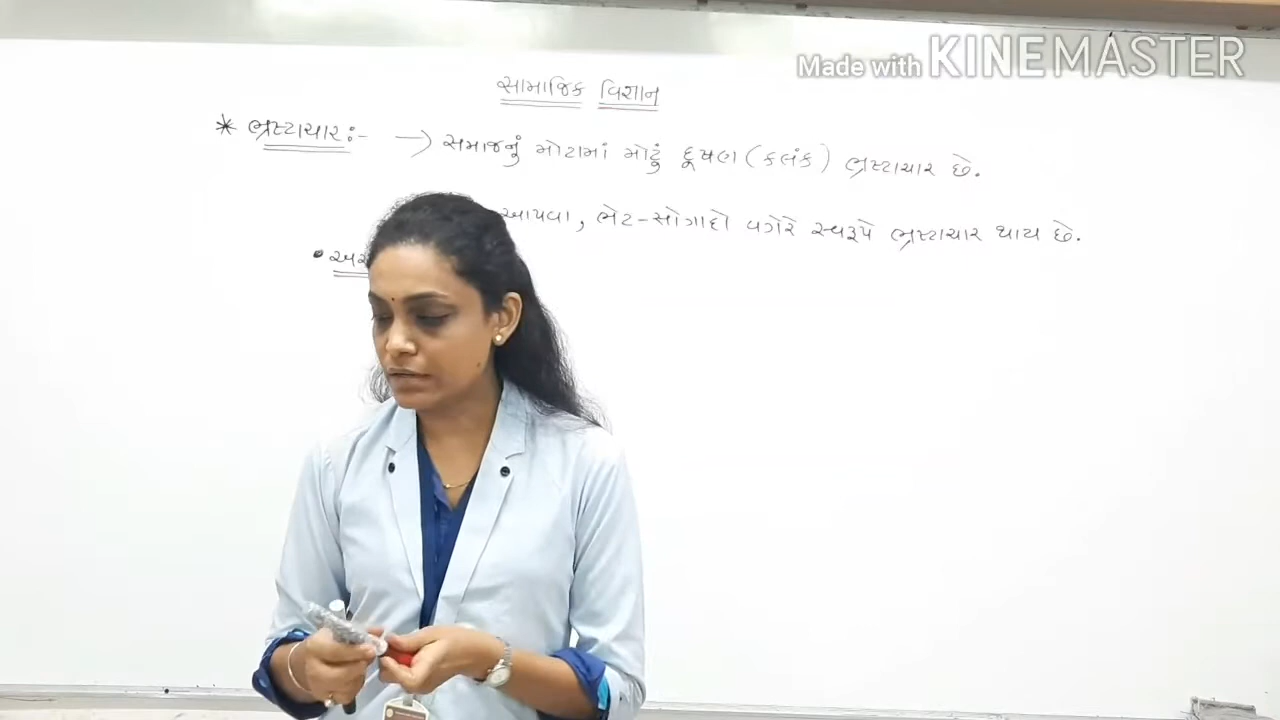 Made with KINEMASTER
સામાજિક વિજ્ઞાન
* ભ્રષ્ટાચાર:- → સમાજનું મોટામાં મોટું દૂષણ (કલંક) ભ્રષ્ટાચાર છે.
આપવા, ભેટ-સોગાદો વગેરે સ્વરૂપે ભ્રષ્ટાચાર થાય છે.